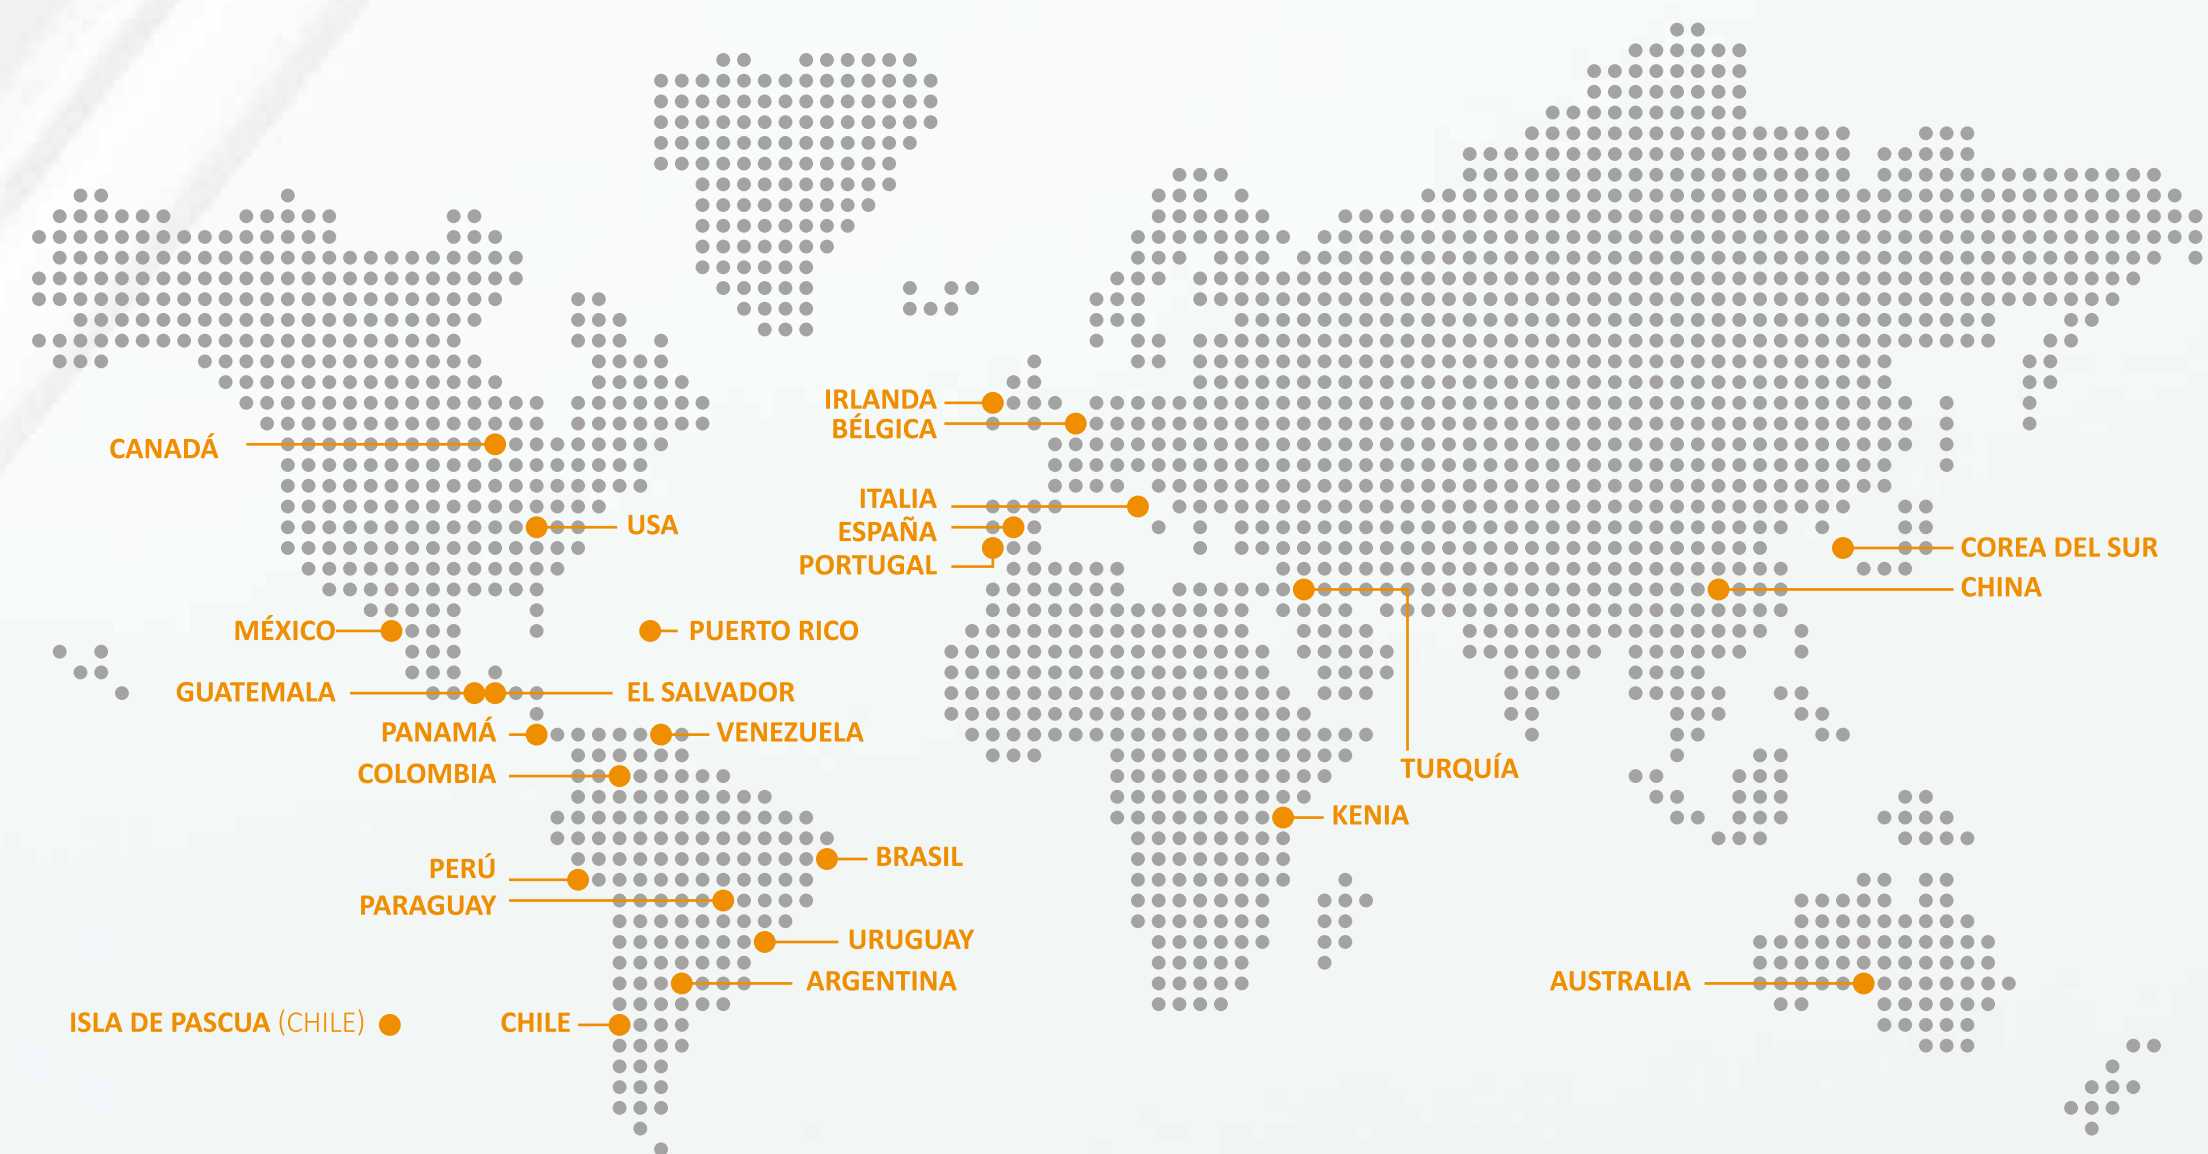 IRLANDA
BÉLGICA
CANADÁ
ITALIA
USA
ESPAÑA
PORTUGAL
COREA DEL SUR
CHINA
MÉXICO
PUERTO RICO
GUATEMALA
EL SALVADOR
PANAMÁ
VENEZUELA
COLOMBIA
TURQUÍA
KENIA
BRASIL
PERÚ
PARAGUAY
URUGUAY
ARGENTINA
AUSTRALIA
ISLA DE PASCUA (CHILE)
CHILE